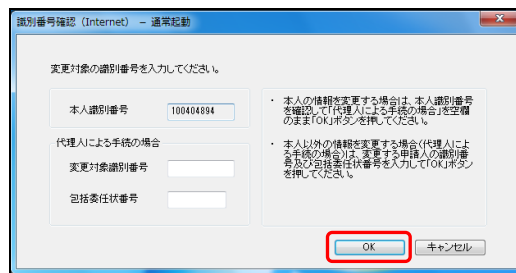 識別番号確認（Internet） － 通常起動
変更対象の識別番号を入力してください。
本人識別番号 100404894
代理人による手続の場合
変更対象識別番号
包括委任状番号
・ 本人の情報を変更する場合は、本人識別番号
を確認して「代理人による手続の場合」を空欄
のまま「OK」ボタンを押してください。
・ 本人以外の情報を変更する場合（代理人によ
る手続の場合）は、変更する申請人の識別番
号及び包括委任状番号を入力して「OK」ボタン
を押してください。
OK キャンセル